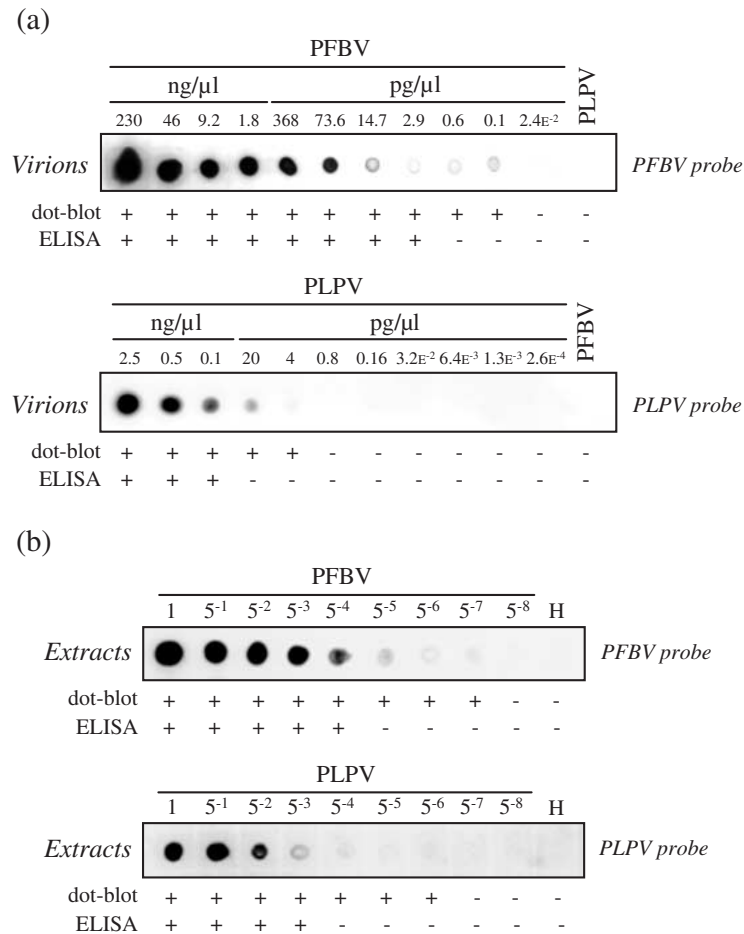 (a)
PFBV
ng/µl pg/µl PLPV
230 46 9.2 1.8 368 73.6 14.7 2.9 0.6 0.1 2.4E-2
Virions PFBV probe
dot-blot + + + + + + + + + + - -
ELISA + + + + + + + + - - - -
PLPV
ng/µl pg/µl PFBV
2.5 0.5 0.1 20 4 0.8 0.16 3.2E-2 6.4E-3 1.3E-3 2.6E-4
Virions PLPV probe
dot-blot + + + + + - - - - - - -
ELISA + + + - - - - - - - - -
(b)
PFBV
1 5-1 5-2 5-3 5-4 5-5 5-6 5-7 5-8 H
Extracts PFBV probe
dot-blot + + + + + + + + - -
ELISA + + + + + - - - - -
PLPV
1 5-1 5-2 5-3 5-4 5-5 5-6 5-7 5-8 H
Extracts PLPV probe
dot-blot + + + + + + + - - -
ELISA + + + + - - - - - -